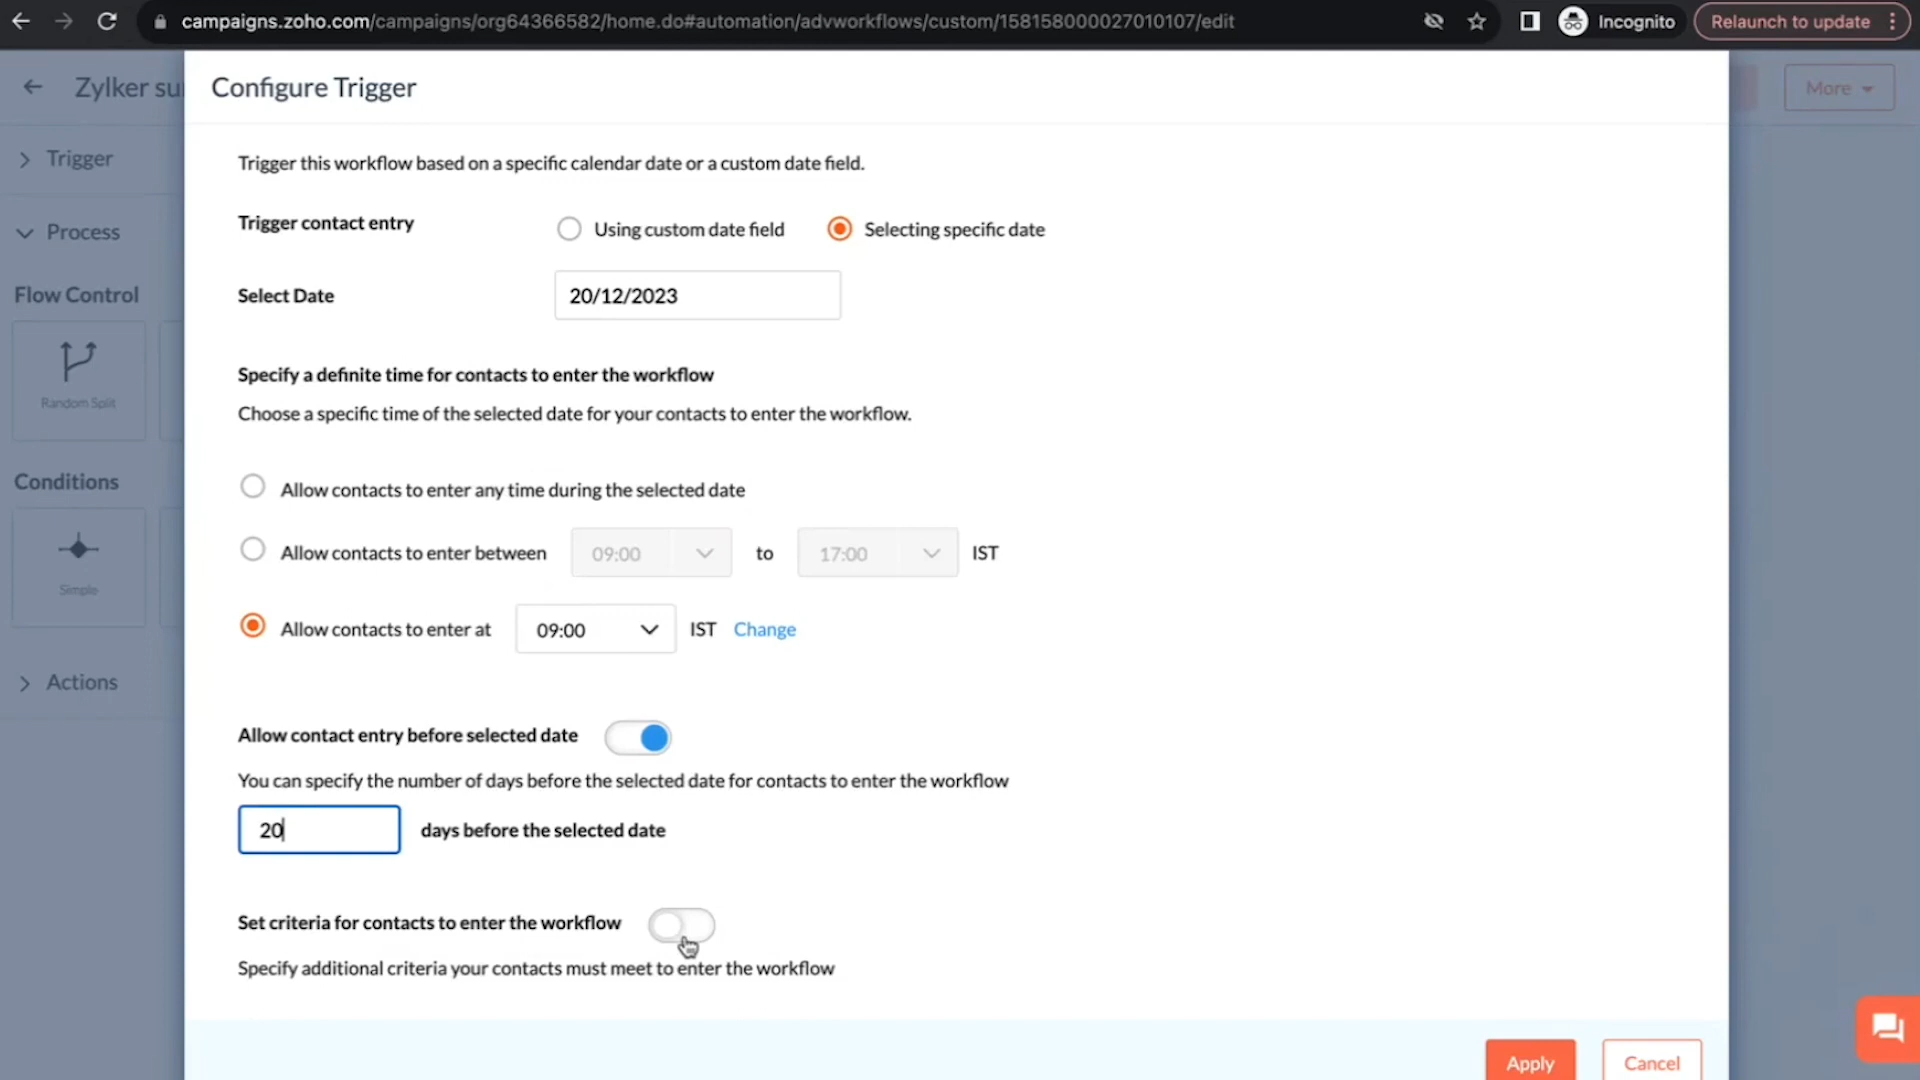 campaigns.zoho.com/campaigns/org64366582/home.do#automation/advworkflows/custom/158158000027010107/edit
Incognito
Relaunch to update
Zylker su
Configure Trigger
More
Trigger
Trigger this workflow based on a specific calendar date or a custom date field.
Trigger contact entry
Using custom date field
Selecting specific date
Process
Select Date
20/12/2023
Flow Control
Random Split
Specify a definite time for contacts to enter the workflow
Choose a specific time of the selected date for your contacts to enter the workflow.
Conditions
Simple
Allow contacts to enter any time during the selected date
Allow contacts to enter between 09:00 to 17:00 IST
Allow contacts to enter at 09:00 IST Change
Actions
Allow contact entry before selected date
You can specify the number of days before the selected date for contacts to enter the workflow
20 days before the selected date
Set criteria for contacts to enter the workflow
Specify additional criteria your contacts must meet to enter the workflow
Apply
Cancel